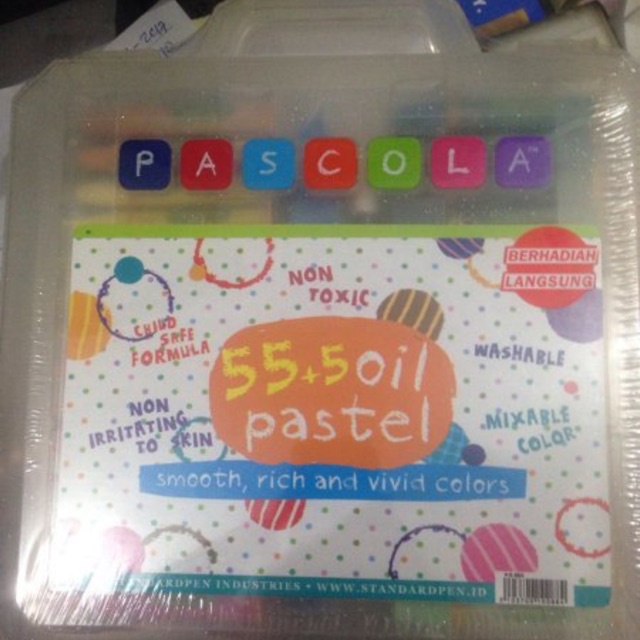 PASCOLA™
BERHADIAH
LANGSUNG
NON
TOXIC
CHILD
SAFE
FORMULA
55+5 oil
pastel
WASHABLE
NON
IRRITATING
TO SKIN
MIXABLE
COLOR
smooth, rich and vivid colors
STANDARDPEN INDUSTRIES • WWW.STANDARDPEN.ID